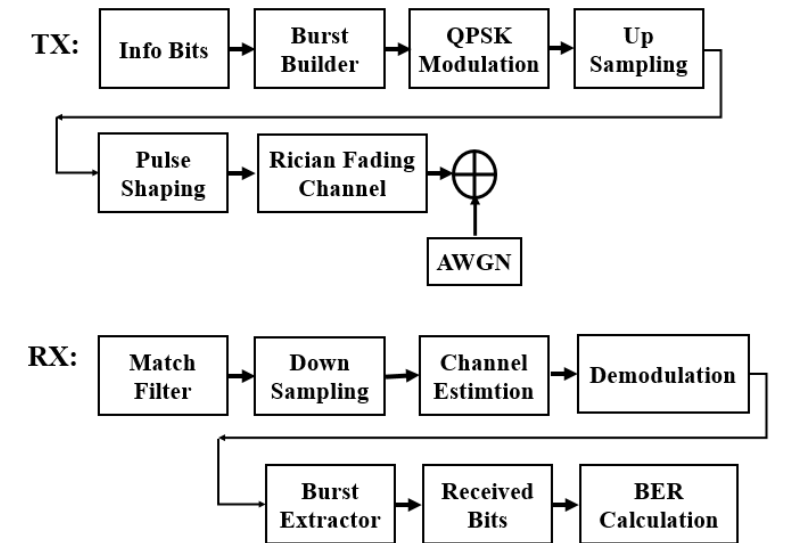 TX:
Info Bits
Burst
Builder
QPSK
Modulation
Up
Sampling
Pulse
Shaping
Rician Fading
Channel
AWGN
RX:
Match
Filter
Down
Sampling
Channel
Estimtion
Demodulation
Burst
Extractor
Received
Bits
BER
Calculation